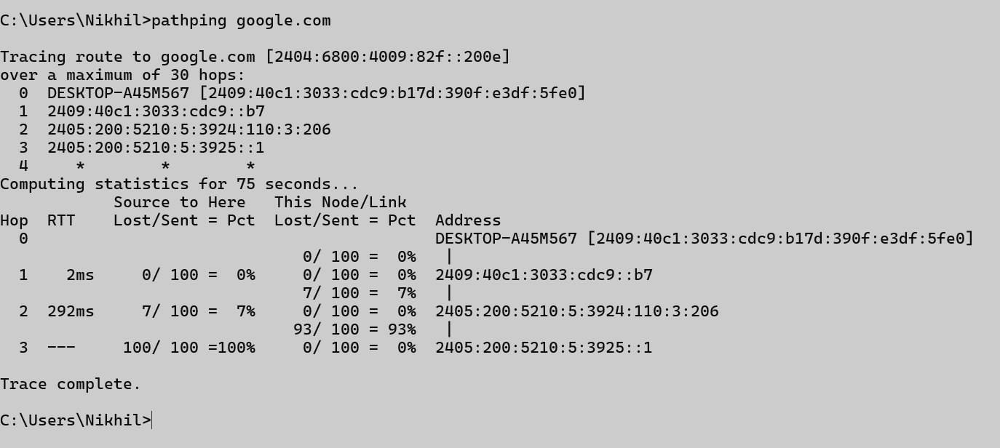 C:\Users\Nikhil>pathping google.com
Tracing route to google.com [2404:6800:4009:82f::200e]
over a maximum of 30 hops:
  0  DESKTOP-A45M567 [2409:40c1:3033:cdc9:b17d:390f:e3df:5fe0]
  1  2409:40c1:3033:cdc9::b7
  2  2405:200:5210:5:3924:110:3:206
  3  2405:200:5210:5:3925::1
  4     *        *        *
Computing statistics for 75 seconds...
            Source to Here   This Node/Link
Hop  RTT    Lost/Sent = Pct  Lost/Sent = Pct  Address
  0                                           DESKTOP-A45M567 [2409:40c1:3033:cdc9:b17d:390f:e3df:5fe0]
                                0/ 100 =  0%   |
  1    2ms     0/ 100 =  0%     0/ 100 =  0%  2409:40c1:3033:cdc9::b7
                                7/ 100 =  7%   |
  2  292ms     7/ 100 =  7%     0/ 100 =  0%  2405:200:5210:5:3924:110:3:206
                               93/ 100 = 93%   |
  3  ---     100/ 100 =100%     0/ 100 =  0%  2405:200:5210:5:3925::1
Trace complete.
C:\Users\Nikhil>